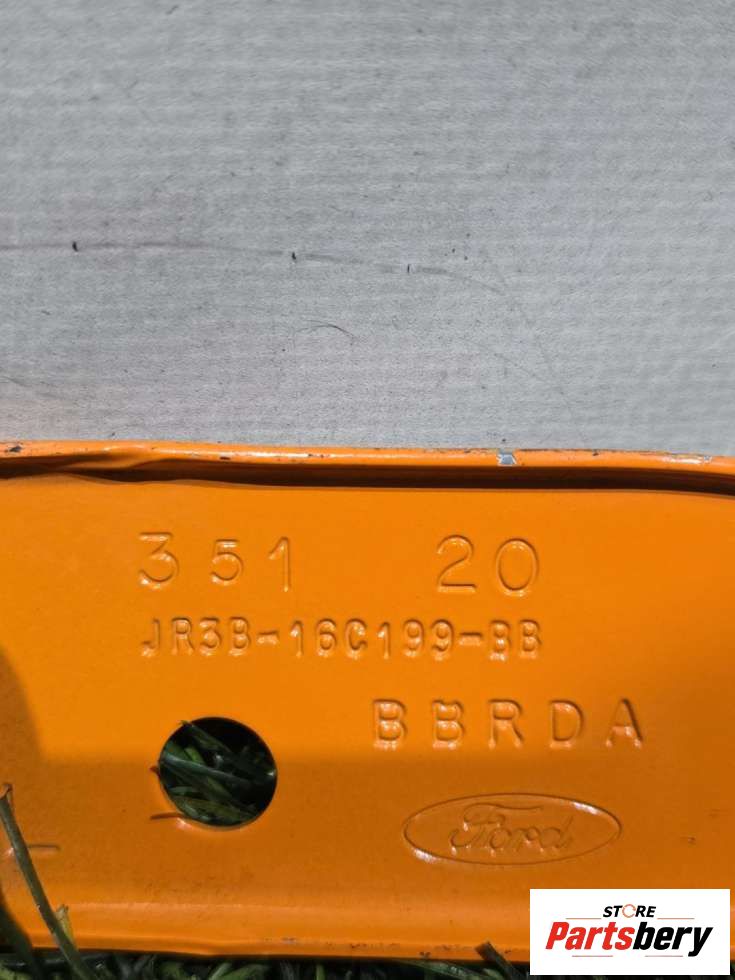 351 20
JR3B-16C199-BB
BBRDA
Ford
STORE
Partsbery